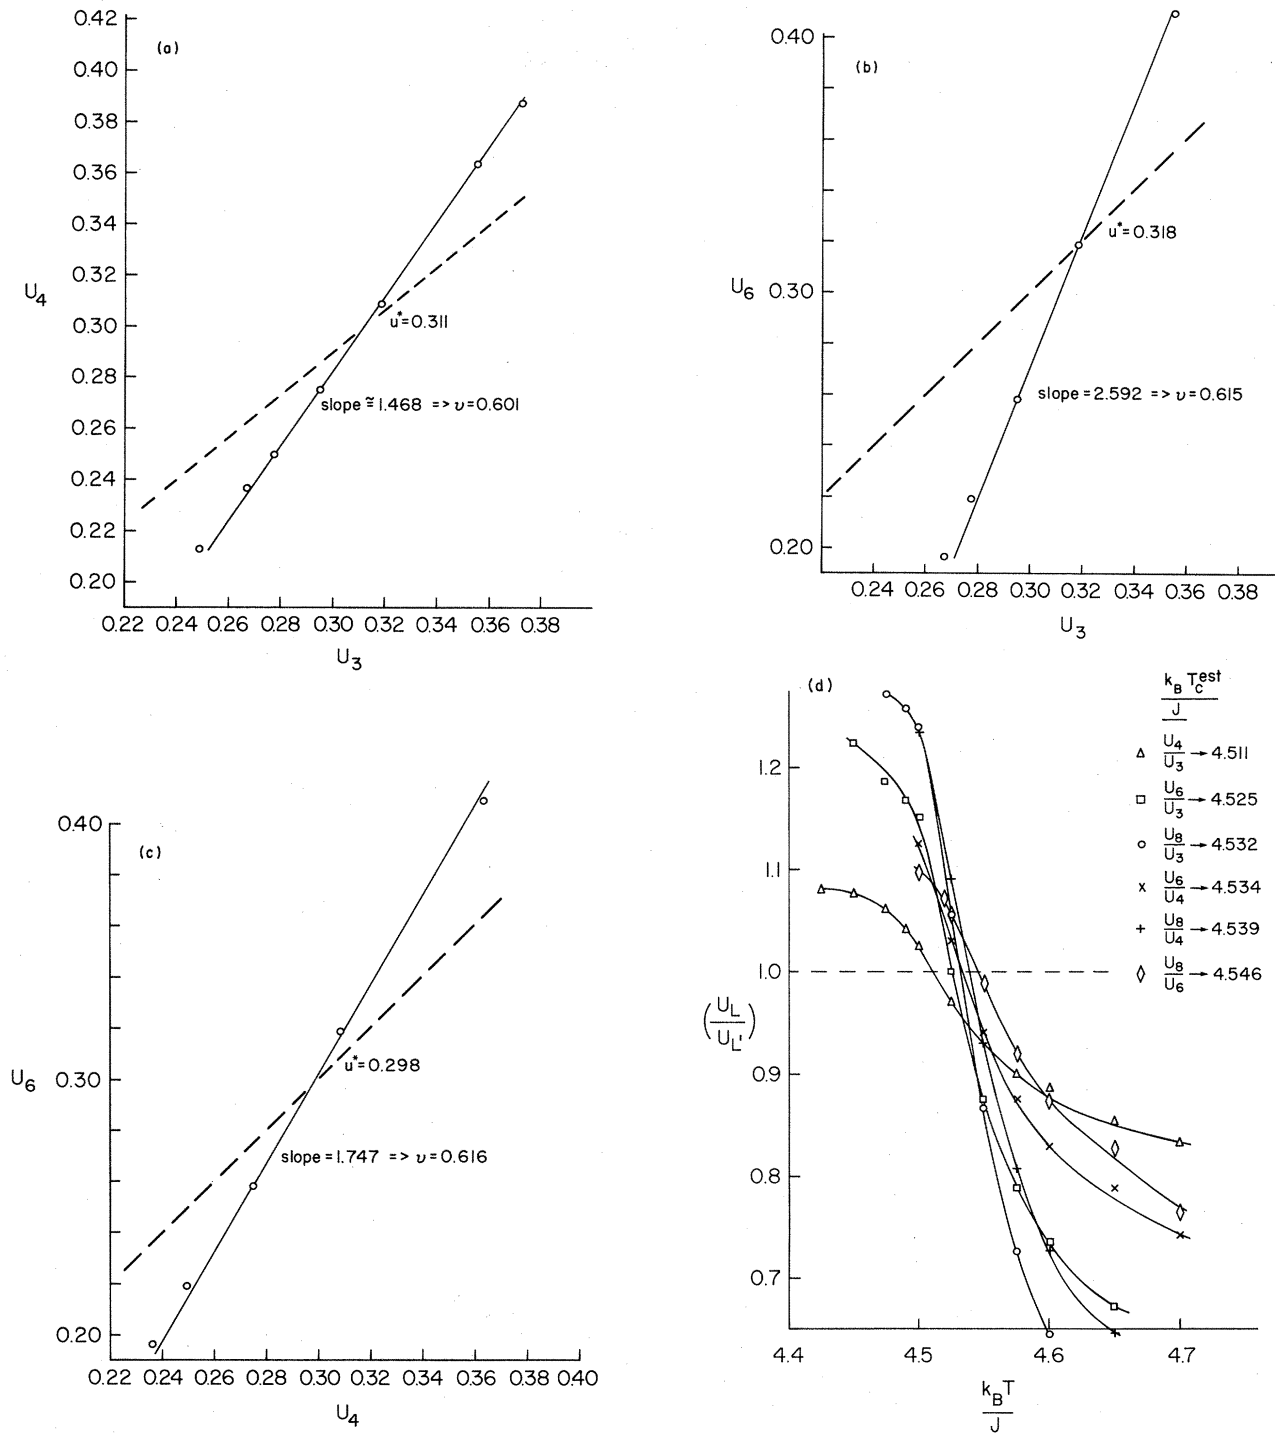 (a)
0.42
0.40
0.38
0.36
0.34
0.32
0.30
0.28
0.26
0.24
0.22
0.20
U4
u*=0.311
slope ≅ 1.468 => υ=0.601
0.22 0.24 0.26 0.28 0.30 0.32 0.34 0.36 0.38
U3
(b)
0.40
0.30
0.20
U6
u*=0.318
slope = 2.592 => υ=0.615
0.24 0.26 0.28 0.30 0.32 0.34 0.36 0.38
U3
(c)
0.40
0.30
0.20
U6
u*=0.298
slope = 1.747 => υ=0.616
0.22 0.24 0.26 0.28 0.30 0.32 0.34 0.36 0.38 0.40
U4
(d)
1.2
1.1
1.0
0.9
0.8
0.7
(UL/UL')
kB Tc^est / J
U4/U3 → 4.511
U6/U3 → 4.525
U8/U3 → 4.532
U6/U4 → 4.534
U8/U4 → 4.539
U8/U6 → 4.546
4.4 4.5 4.6 4.7
kB T / J